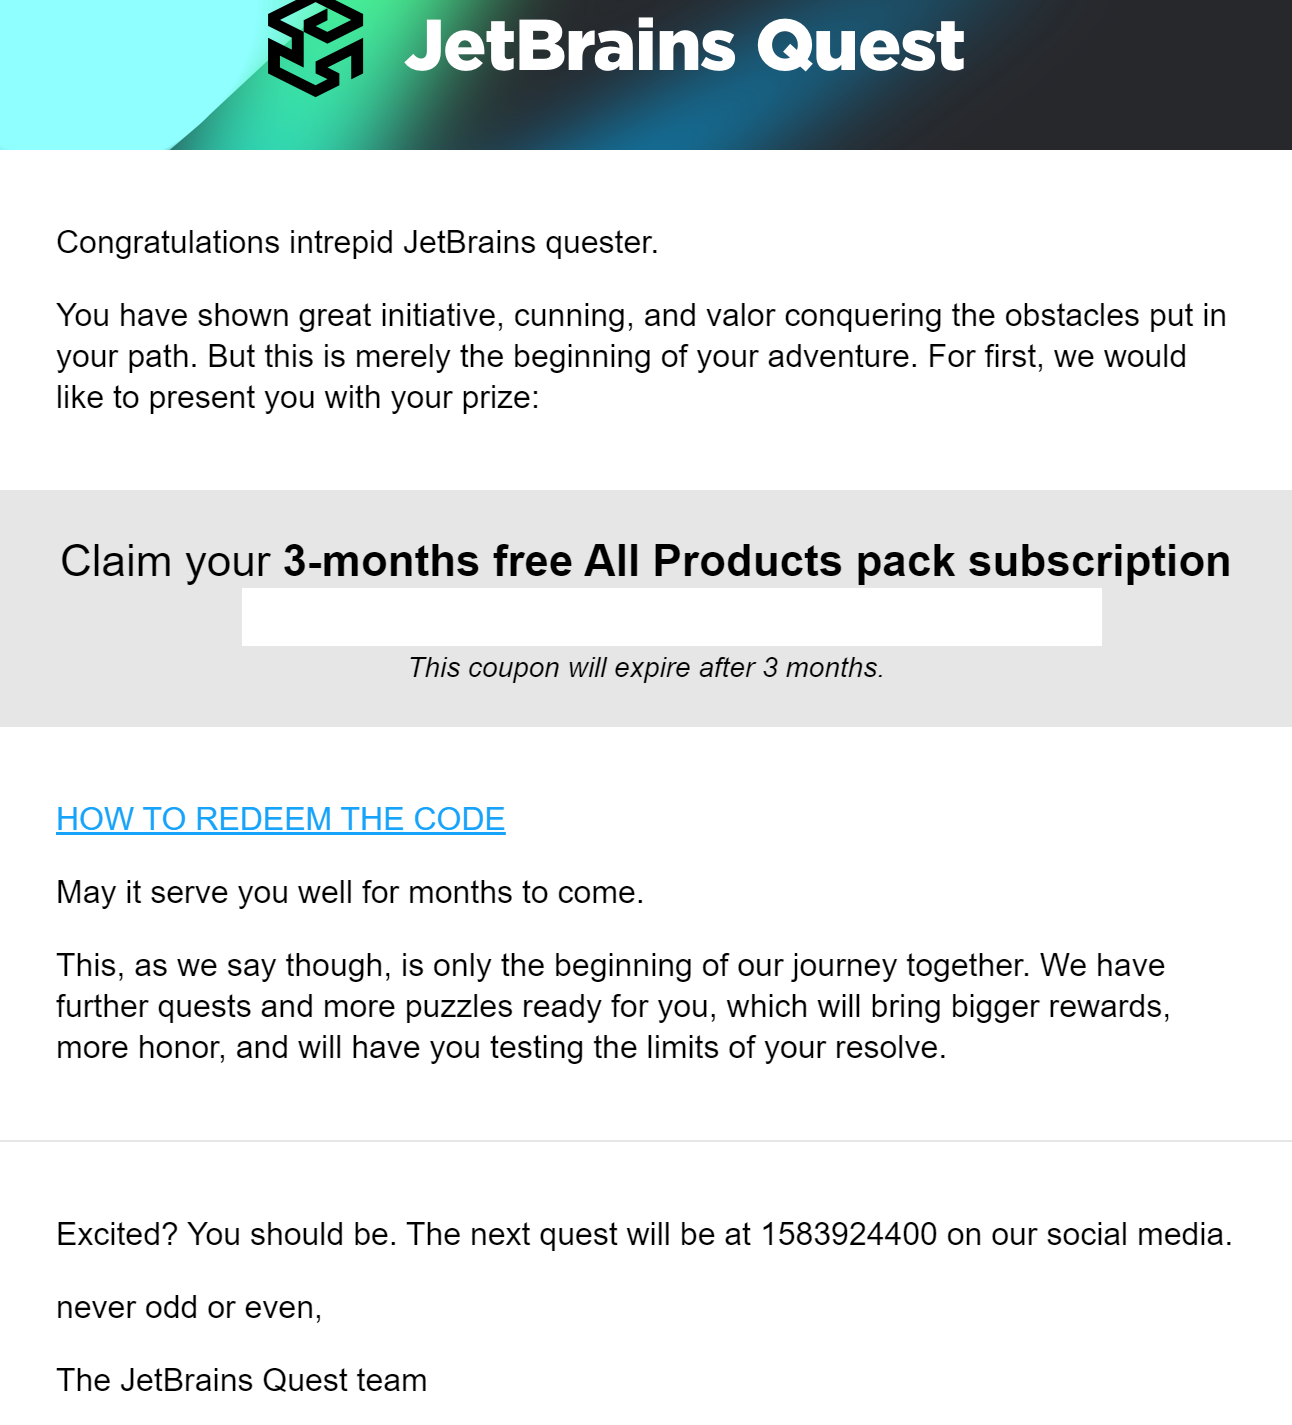 JetBrains Quest
Congratulations intrepid JetBrains quester.
You have shown great initiative, cunning, and valor conquering the obstacles put in
your path. But this is merely the beginning of your adventure. For first, we would
like to present you with your prize:
Claim your 3-months free All Products pack subscription
This coupon will expire after 3 months.
HOW TO REDEEM THE CODE
May it serve you well for months to come.
This, as we say though, is only the beginning of our journey together. We have
further quests and more puzzles ready for you, which will bring bigger rewards,
more honor, and will have you testing the limits of your resolve.
Excited? You should be. The next quest will be at 1583924400 on our social media.
never odd or even,
The JetBrains Quest team